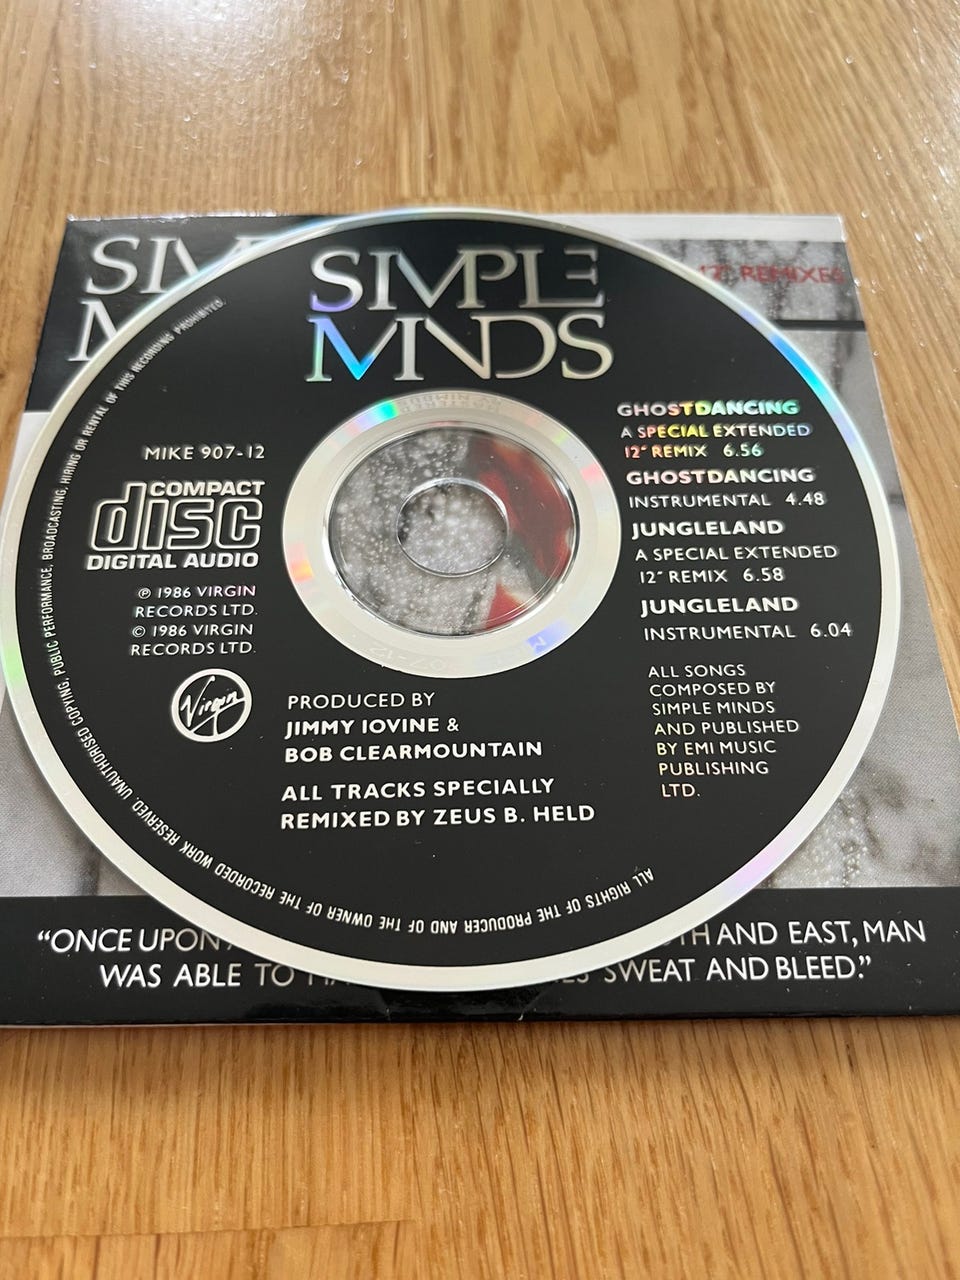 SIMPLE
MINDS
12" REMIXES
MIKE 907-12
COMPACT
disc
DIGITAL AUDIO
℗ 1986 VIRGIN
RECORDS LTD.
© 1986 VIRGIN
RECORDS LTD.
Virgin
GHOSTDANCING
A SPECIAL EXTENDED
12" REMIX 6.56
GHOSTDANCING
INSTRUMENTAL 4.48
JUNGLELAND
A SPECIAL EXTENDED
12" REMIX 6.58
JUNGLELAND
INSTRUMENTAL 6.04
ALL SONGS
COMPOSED BY
SIMPLE MINDS
AND PUBLISHED
BY EMI MUSIC
PUBLISHING
LTD.
PRODUCED BY
JIMMY IOVINE &
BOB CLEARMOUNTAIN
ALL TRACKS SPECIALLY
REMIXED BY ZEUS B. HELD
ALL RIGHTS OF THE PRODUCER AND OF THE OWNER OF THE RECORDED WORK RESERVED. UNAUTHORISED COPYING, PUBLIC PERFORMANCE, BROADCASTING, HIRING OR RENTAL OF THIS RECORDING PROHIBITED.
“ONCE UPON AND EAST, MAN
WAS ABLE TO SWEAT AND BLEED.”